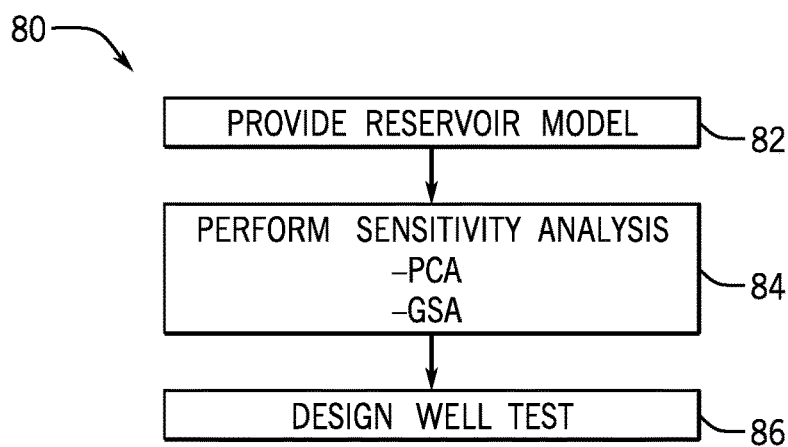 80
PROVIDE RESERVOIR MODEL
82
PERFORM SENSITIVITY ANALYSIS
–PCA
–GSA
84
DESIGN WELL TEST
86